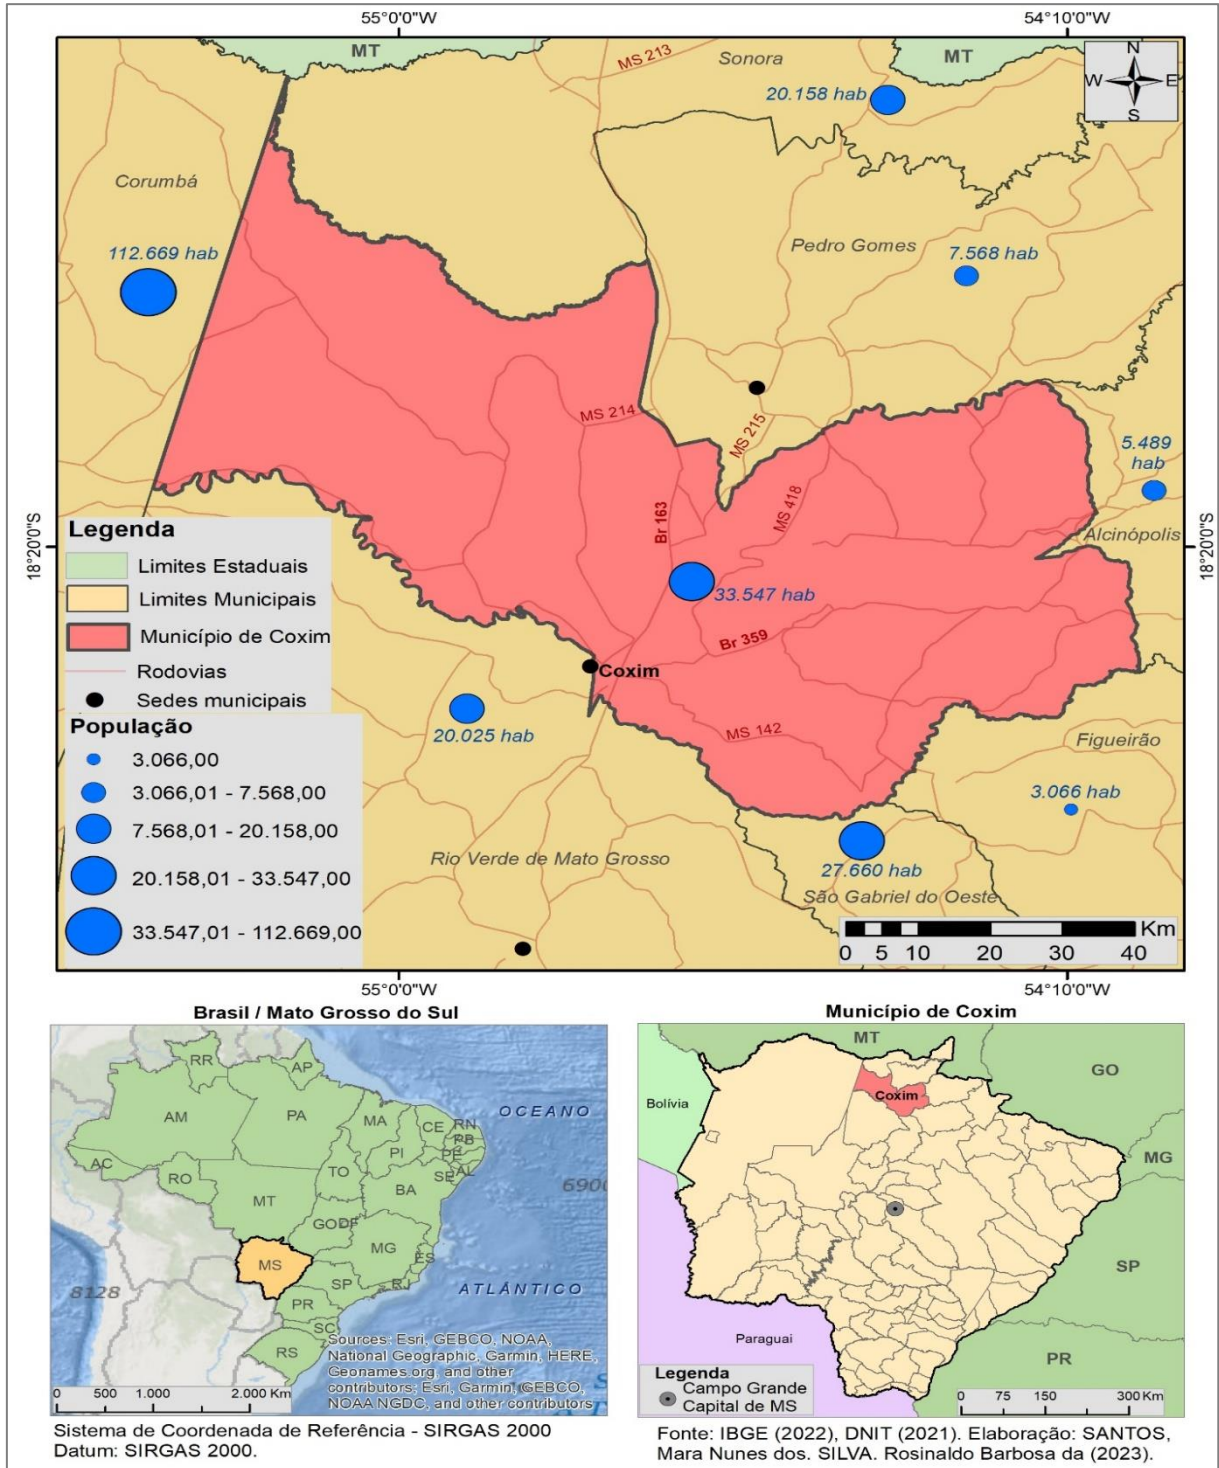 55°0'0"W
54°10'0"W
MT
MS 213
Sonora
MT
N
W E
S
20.158 hab
Corumbá
112.669 hab
Pedro Gomes
7.568 hab
MS 214
MS 215
5.489
hab
MS 418
Br 163
Alcinópolis
18°20'0"S
18°20'0"S
33.547 hab
Br 359
Coxim
20.025 hab
MS 142
Figueirão
3.066 hab
Rio Verde de Mato Grosso
27.660 hab
São Gabriel do Oeste
Legenda
Limites Estaduais
Limites Municipais
Município de Coxim
Rodovias
Sedes municipais
População
3.066,00
3.066,01 - 7.568,00
7.568,01 - 20.158,00
20.158,01 - 33.547,00
33.547,01 - 112.669,00
Km
0 5 10 20 30 40
55°0'0"W
54°10'0"W
Brasil / Mato Grosso do Sul
RR
AP
OCEANO
AM
PA
MA
CE
RN
PB
PI
PE
AC
AL
TO
SE
RO
BA
6900
MT
GO
DF
MG
MS
ES
SP
RJ
ATLÂNTICO
8128
PR
SC
RS
Sources: Esri, GEBCO, NOAA,
National Geographic, Garmin, HERE,
Geonames.org, and other
contributors; Esri, Garmin, GEBCO,
NOAA NGDC, and other contributors
0 500 1.000 2.000 Km
Sistema de Coordenada de Referência - SIRGAS 2000
Datum: SIRGAS 2000.
Município de Coxim
MT
GO
Bolívia
Coxim
MG
SP
Paraguai
PR
Legenda
Campo Grande
Capital de MS
0 75 150 300 Km
Fonte: IBGE (2022), DNIT (2021). Elaboração: SANTOS,
Mara Nunes dos. SILVA. Rosinaldo Barbosa da (2023).